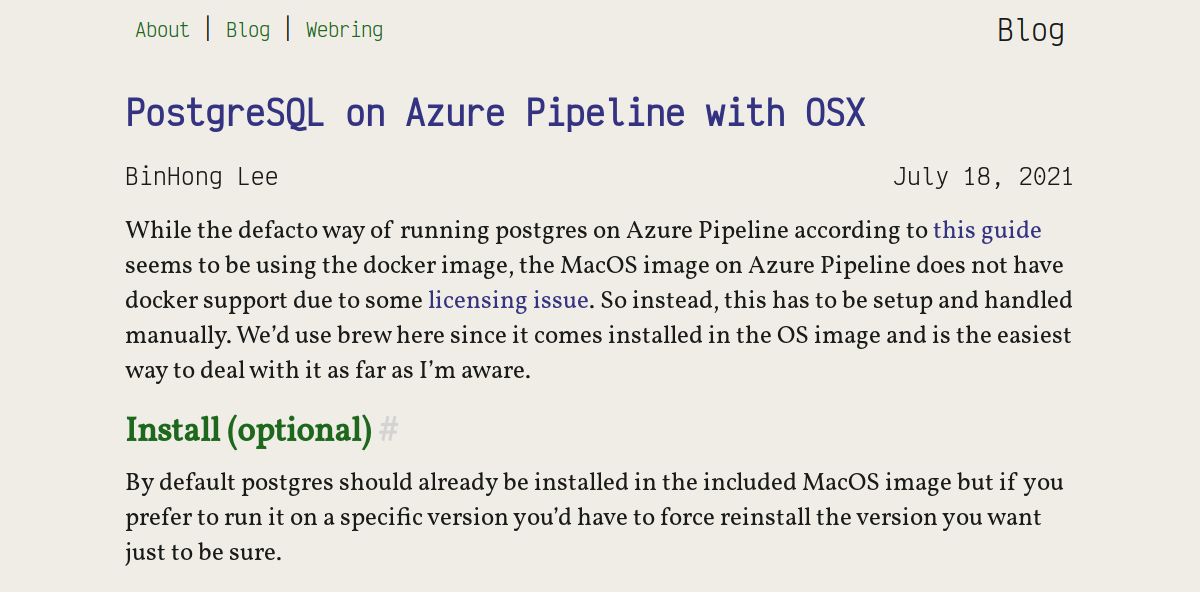 About | Blog | Webring
Blog
PostgreSQL on Azure Pipeline with OSX
BinHong Lee
July 18, 2021
While the defacto way of running postgres on Azure Pipeline according to this guide
seems to be using the docker image, the MacOS image on Azure Pipeline does not have
docker support due to some licensing issue. So instead, this has to be setup and handled
manually. We’d use brew here since it comes installed in the OS image and is the easiest
way to deal with it as far as I’m aware.
Install (optional) #
By default postgres should already be installed in the included MacOS image but if you
prefer to run it on a specific version you’d have to force reinstall the version you want
just to be sure.